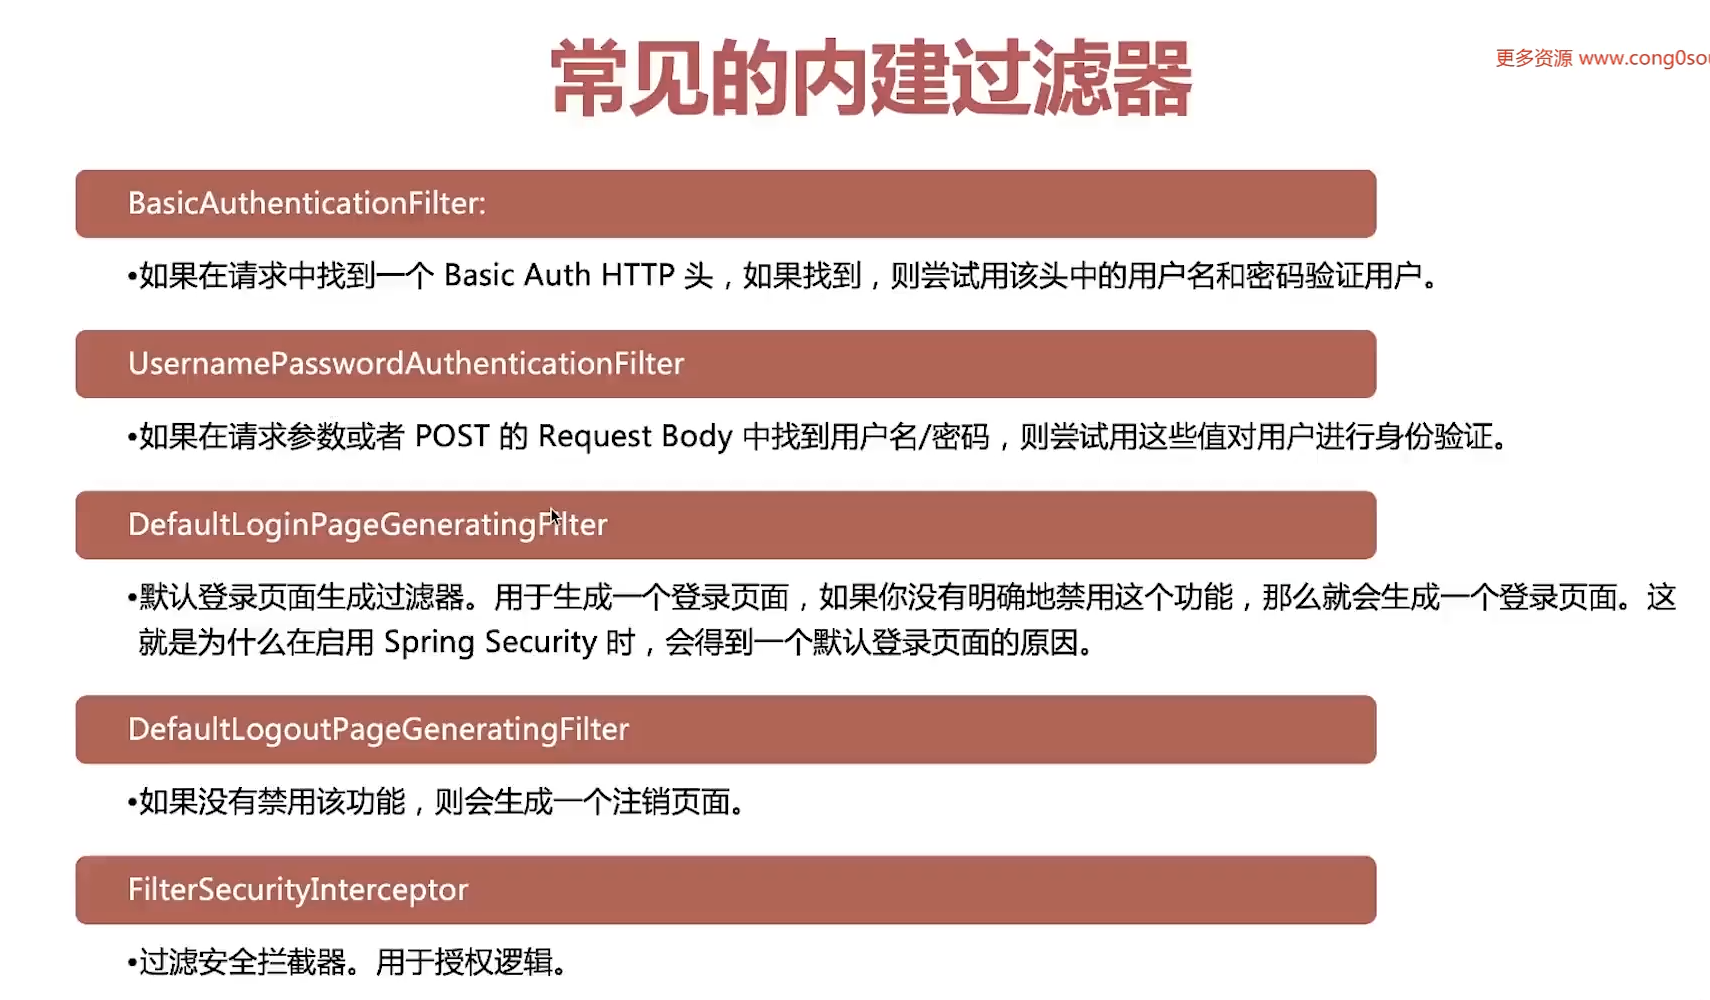 常见的内建过滤器
更多资源 www.cong0sou
BasicAuthenticationFilter:
•如果在请求中找到一个 Basic Auth HTTP 头，如果找到，则尝试用该头中的用户名和密码验证用户。
UsernamePasswordAuthenticationFilter
•如果在请求参数或者 POST 的 Request Body 中找到用户名/密码，则尝试用这些值对用户进行身份验证。
DefaultLoginPageGeneratingFilter
•默认登录页面生成过滤器。用于生成一个登录页面，如果你没有明确地禁用这个功能，那么就会生成一个登录页面。这
就是为什么在启用 Spring Security 时，会得到一个默认登录页面的原因。
DefaultLogoutPageGeneratingFilter
•如果没有禁用该功能，则会生成一个注销页面。
FilterSecurityInterceptor
•过滤安全拦截器。用于授权逻辑。